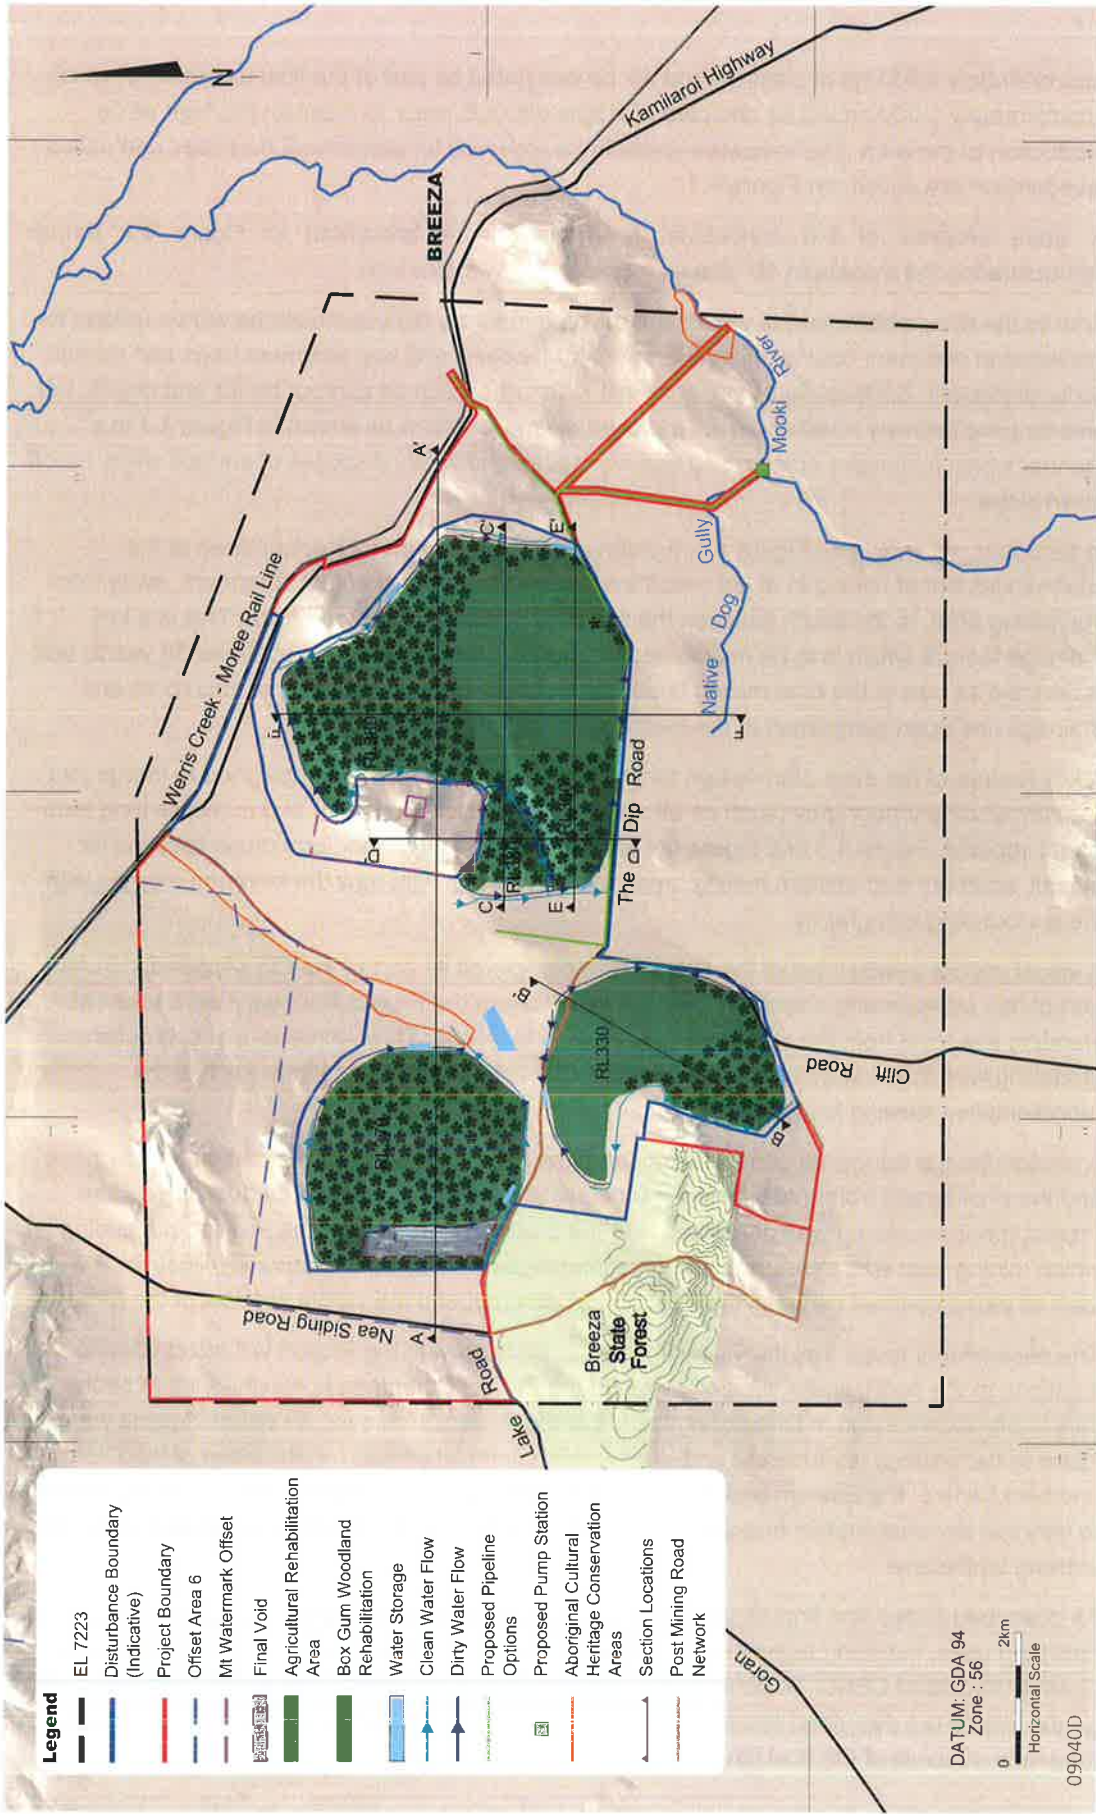 Legend
EL 7223
Disturbance Boundary
(Indicative)
Project Boundary
Offset Area 6
Mt Watermark Offset
Final Void
Agricultural Rehabilitation
Area
Box Gum Woodland
Rehabilitation
Water Storage
Clean Water Flow
Dirty Water Flow
Proposed Pipeline
Options
Proposed Pump Station
Aboriginal Cultural
Heritage Conservation
Areas
Section Locations
Post Mining Road
Network
DATUM: GDA 94
Zone : 56
0 2km
Horizontal Scale
09040D
Goran
Lake
Road
Nea Siding Road
Breeza
State
Forest
Werris Creek - Moree Rail Line
Kamilaroi Highway
BREEZA
N
Clift Road
The Dip Road
Native Dog Gully
Mooki River
RL330
A
A'
B
B'
C
C'
D
D'
E
E'
F
F'